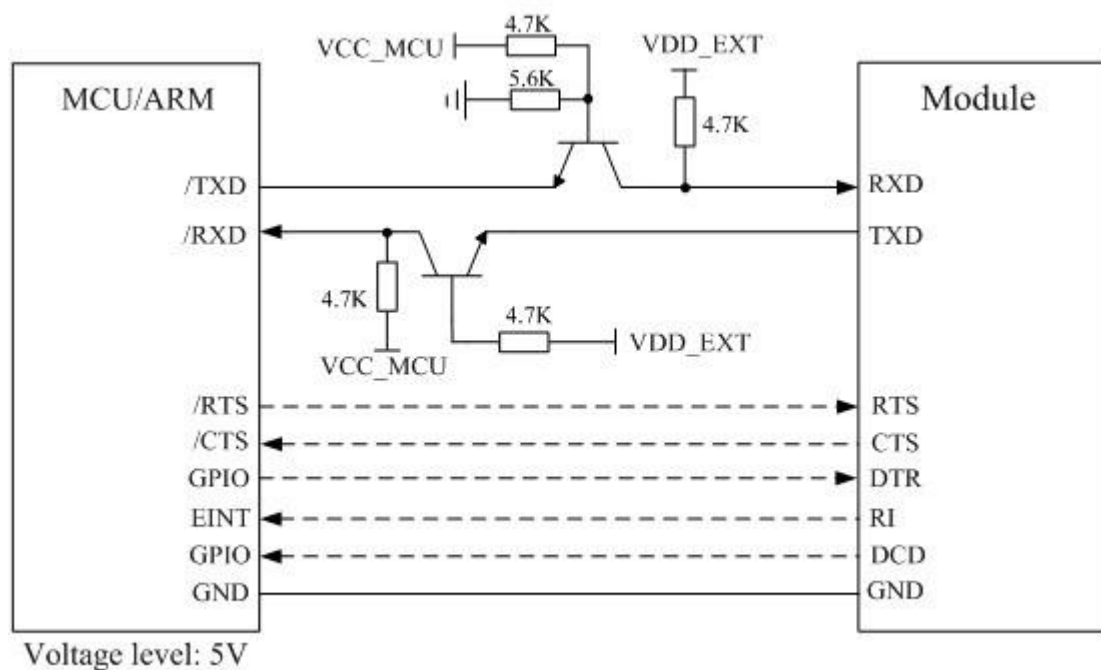 4.7K
VCC_MCU
VDD_EXT
5.6K
MCU/ARM
Module
4.7K
/TXD
RXD
/RXD
TXD
4.7K
4.7K
VDD_EXT
VCC_MCU
/RTS
RTS
/CTS
CTS
GPIO
DTR
EINT
RI
GPIO
DCD
GND
GND
Voltage level: 5V